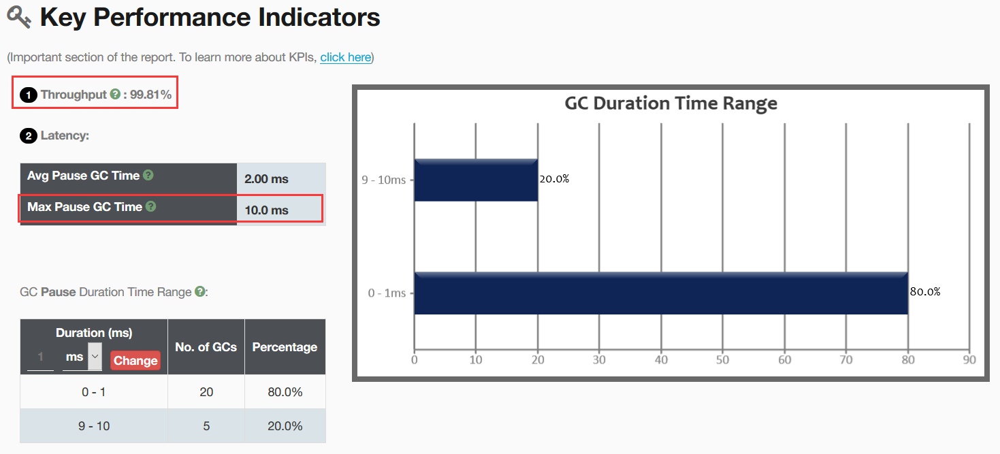 Key Performance Indicators
(Important section of the report. To learn more about KPIs, click here)
1 Throughput ? : 99.81%
2 Latency:
Avg Pause GC Time ? 2.00 ms
Max Pause GC Time ? 10.0 ms
GC Pause Duration Time Range ?:
Duration (ms) No. of GCs Percentage
1 ms Change
0 - 1 20 80.0%
9 - 10 5 20.0%
GC Duration Time Range
9 - 10ms 20.0%
0 - 1ms 80.0%
0 10 20 30 40 50 60 70 80 90